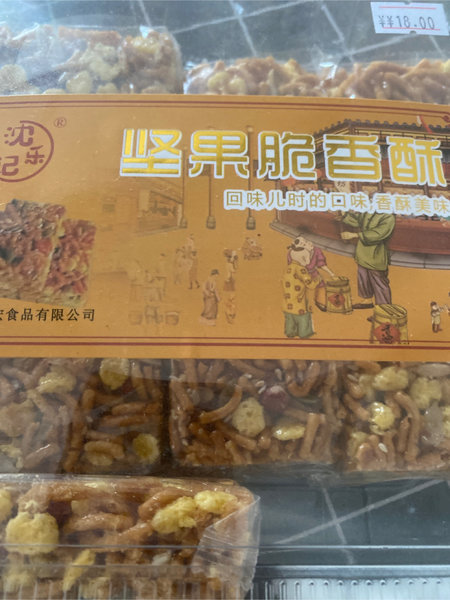 ¥¥18.00
沈乐记®
坚果脆香酥
回味儿时的口味,香酥美味
食品有限公司